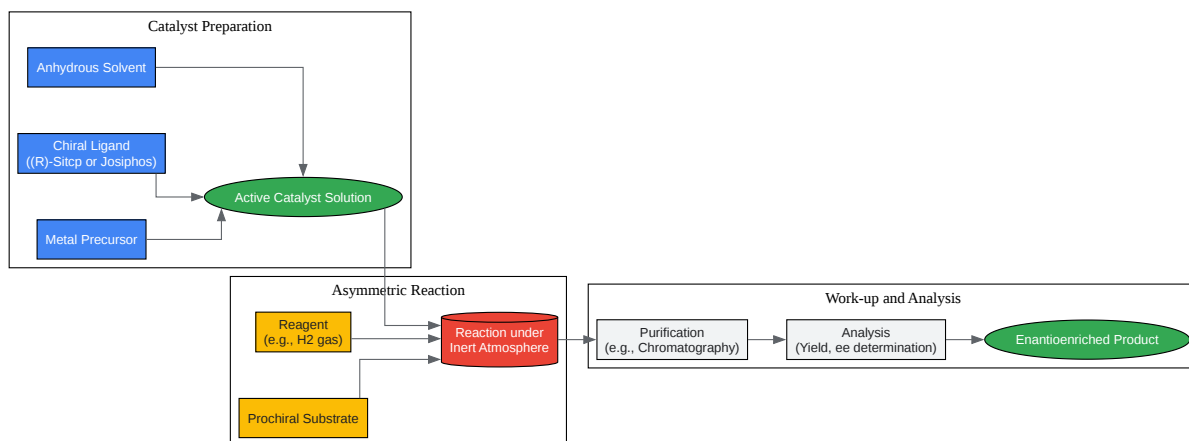 Catalyst Preparation
Anhydrous Solvent
Chiral Ligand
((R)-Sitcp or Josiphos)
Active Catalyst Solution
Metal Precursor
Asymmetric Reaction
Reagent
(e.g., H2 gas)
Reaction under
Inert Atmosphere
Prochiral Substrate
Work-up and Analysis
Purification
(e.g., Chromatography)
Analysis
(Yield, ee determination)
Enantioenriched Product